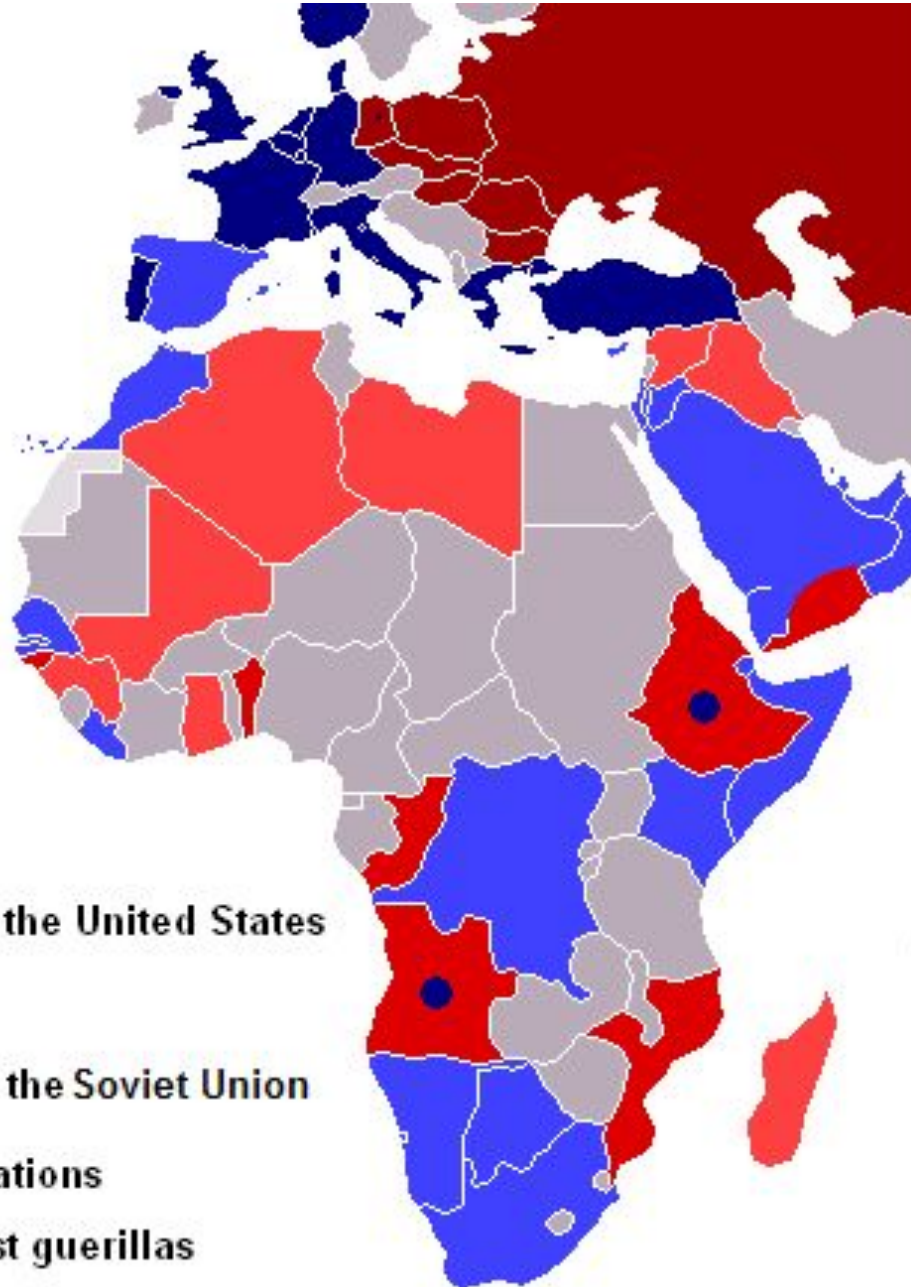 the United States
the Soviet Union
ations
st guerillas